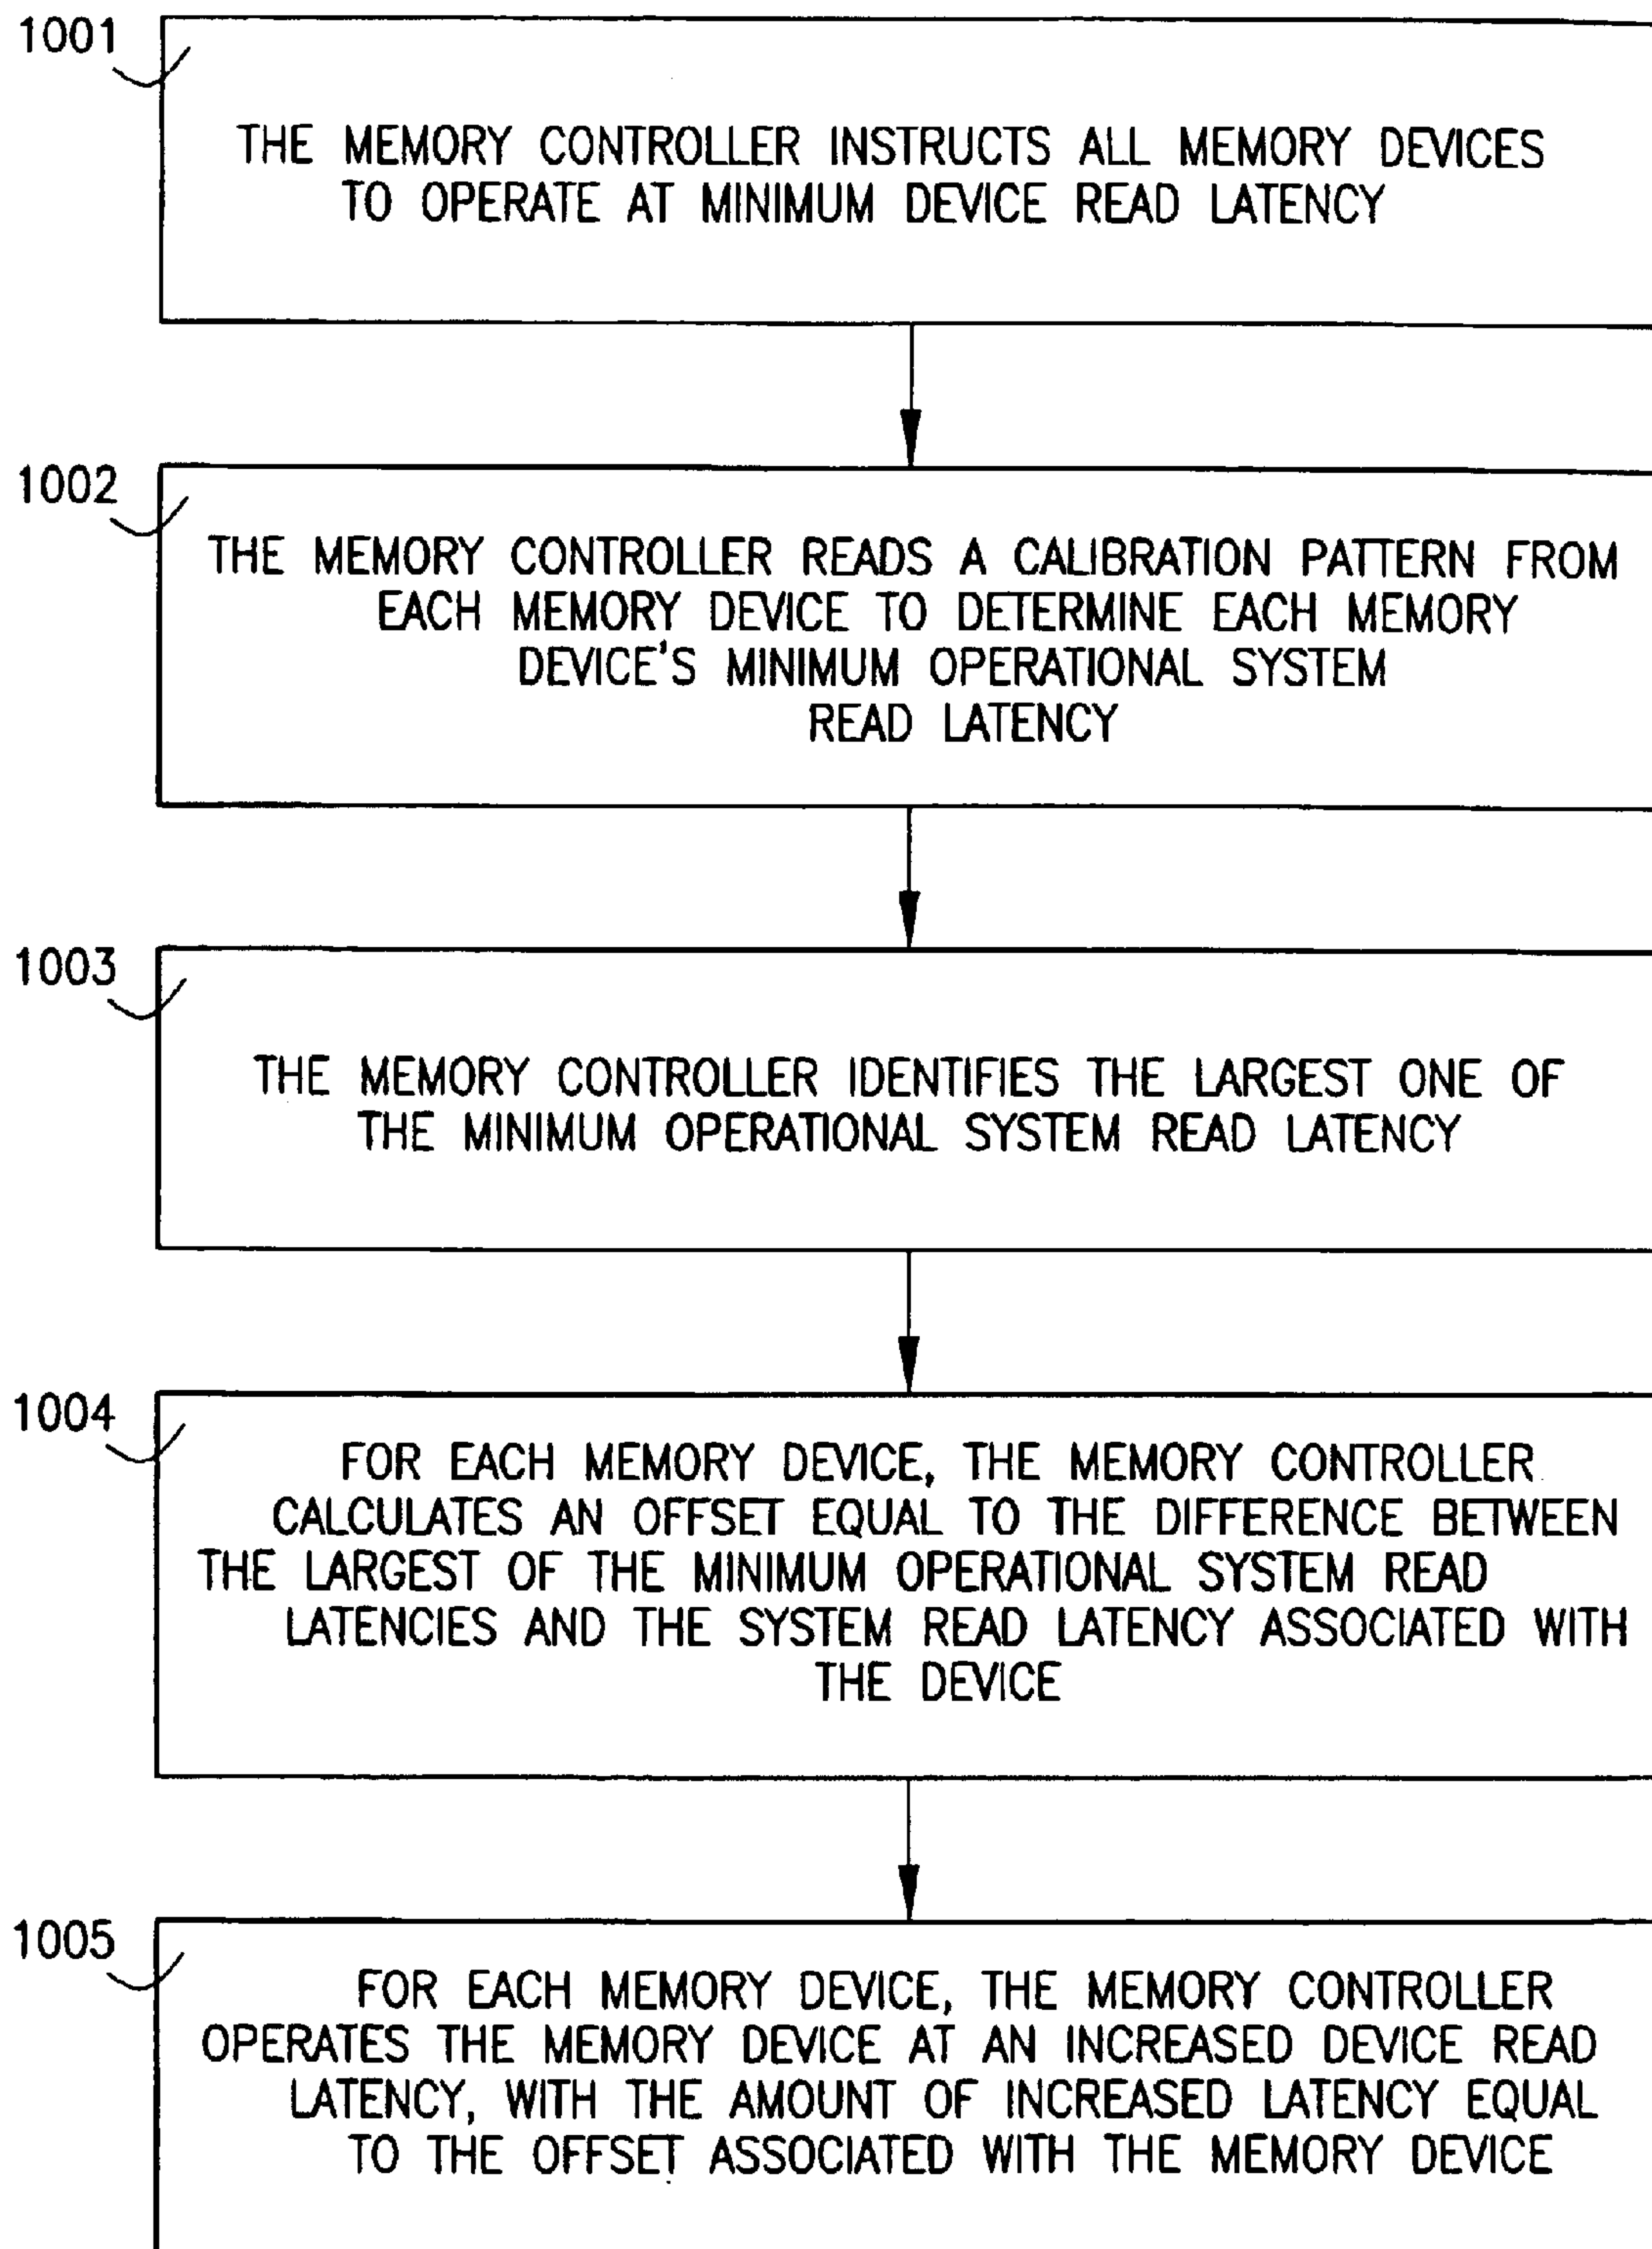 1001
THE MEMORY CONTROLLER INSTRUCTS ALL MEMORY DEVICES
TO OPERATE AT MINIMUM DEVICE READ LATENCY
1002
THE MEMORY CONTROLLER READS A CALIBRATION PATTERN FROM
EACH MEMORY DEVICE TO DETERMINE EACH MEMORY
DEVICE'S MINIMUM OPERATIONAL SYSTEM
READ LATENCY
1003
THE MEMORY CONTROLLER IDENTIFIES THE LARGEST ONE OF
THE MINIMUM OPERATIONAL SYSTEM READ LATENCY
1004
FOR EACH MEMORY DEVICE, THE MEMORY CONTROLLER
CALCULATES AN OFFSET EQUAL TO THE DIFFERENCE BETWEEN
THE LARGEST OF THE MINIMUM OPERATIONAL SYSTEM READ
LATENCIES AND THE SYSTEM READ LATENCY ASSOCIATED WITH
THE DEVICE
1005
FOR EACH MEMORY DEVICE, THE MEMORY CONTROLLER
OPERATES THE MEMORY DEVICE AT AN INCREASED DEVICE READ
LATENCY, WITH THE AMOUNT OF INCREASED LATENCY EQUAL
TO THE OFFSET ASSOCIATED WITH THE MEMORY DEVICE